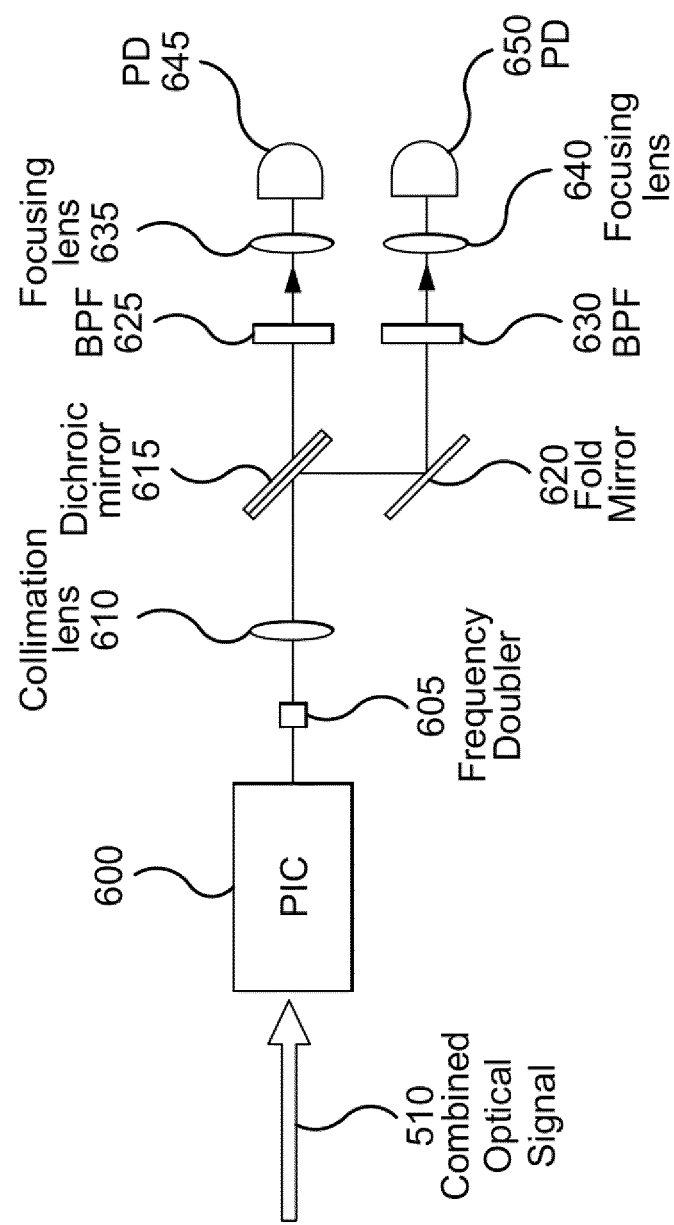 510
Combined
Optical
Signal
600
PIC
605
Frequency
Doubler
Collimation
lens
610
Dichroic
mirror
615
620
Fold
Mirror
BPF
625
630
BPF
Focusing
lens
635
640
Focusing
lens
PD
645
650
PD